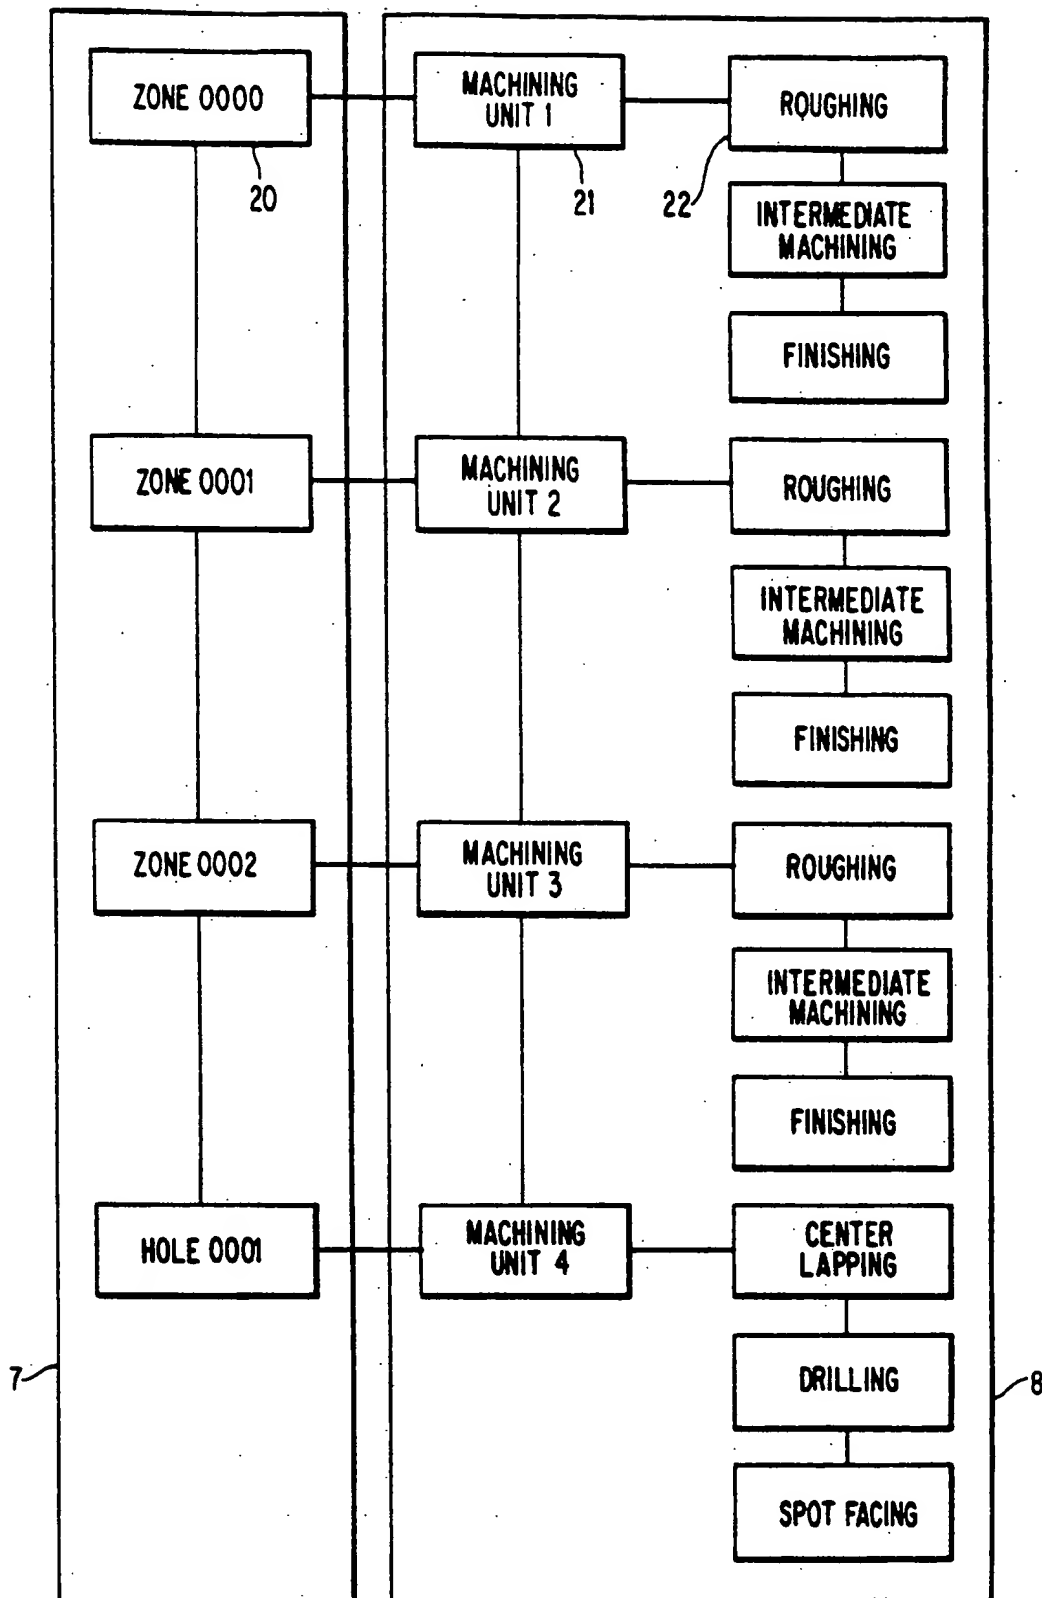 ZONE 0000
MACHINING
UNIT 1
ROUGHING
20
21
22
INTERMEDIATE
MACHINING
FINISHING
ZONE 0001
MACHINING
UNIT 2
ROUGHING
INTERMEDIATE
MACHINING
FINISHING
ZONE 0002
MACHINING
UNIT 3
ROUGHING
INTERMEDIATE
MACHINING
FINISHING
HOLE 0001
MACHINING
UNIT 4
CENTER
LAPPING
7
DRILLING
8
SPOT FACING